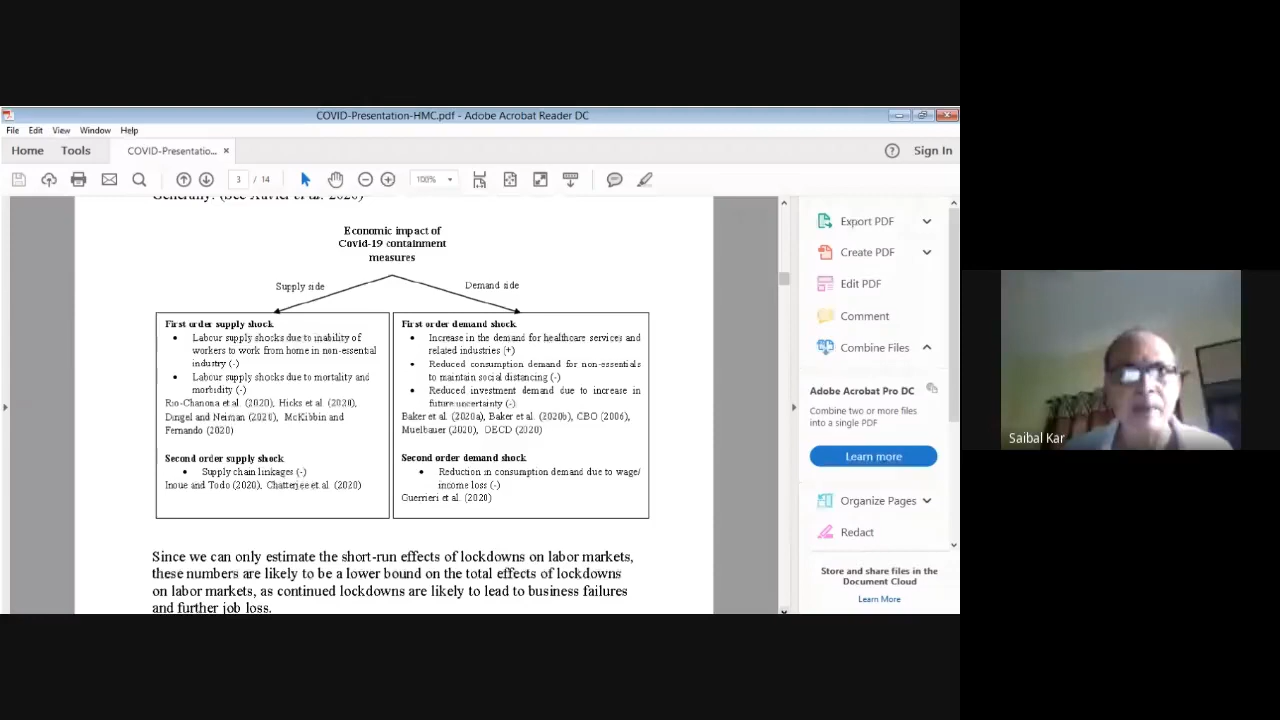 COVID-Presentation-HMC.pdf - Adobe Acrobat Reader DC
File Edit View Window Help
Home Tools COVID-Presentatio... ×
? Sign In
3 / 14 100%
Generally: (See Xavier et al. 2020)
Economic impact of
Covid-19 containment
measures
Supply side
Demand side
First order supply shock
• Labour supply shocks due to inability of
workers to work from home in non-essential
industry (-)
• Labour supply shocks due to mortality and
morbidity (-)
Rio-Chanona et al. (2020), Hicks et al. (2020),
Dingel and Neiman (2020), McKibbin and
Fernando (2020)
Second order supply shock
• Supply chain linkages (-)
Inoue and Todo (2020), Chatterjee et al. (2020)
First order demand shock
• Increase in the demand for healthcare services and
related industries (+)
• Reduced consumption demand for non-essentials
to maintain social distancing (-)
• Reduced investment demand due to increase in
future uncertainty (-)
Baker et al. (2020a), Baker et al. (2020b), CBO (2006),
Muelbauer (2020), OECD (2020)
Second order demand shock
• Reduction in consumption demand due to wage/
income loss (-)
Guerrieri et al. (2020)
Since we can only estimate the short-run effects of lockdowns on labor markets,
these numbers are likely to be a lower bound on the total effects of lockdowns
on labor markets, as continued lockdowns are likely to lead to business failures
and further job loss.
Export PDF
Create PDF
Edit PDF
Comment
Combine Files
Adobe Acrobat Pro DC
Combine two or more files
into a single PDF
Learn more
Organize Pages
Redact
Store and share files in the
Document Cloud
Learn More
Saibal Kar